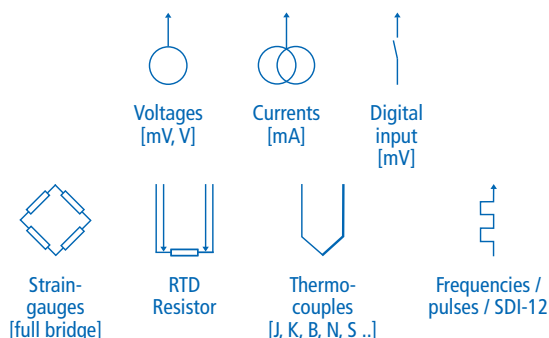 Voltages
[mV, V]
Currents
[mA]
Digital
input
[mV]
Strain-
gauges
[full bridge]
RTD
Resistor
Thermo-
couples
[J, K, B, N, S ..]
Frequencies /
pulses / SDI-12